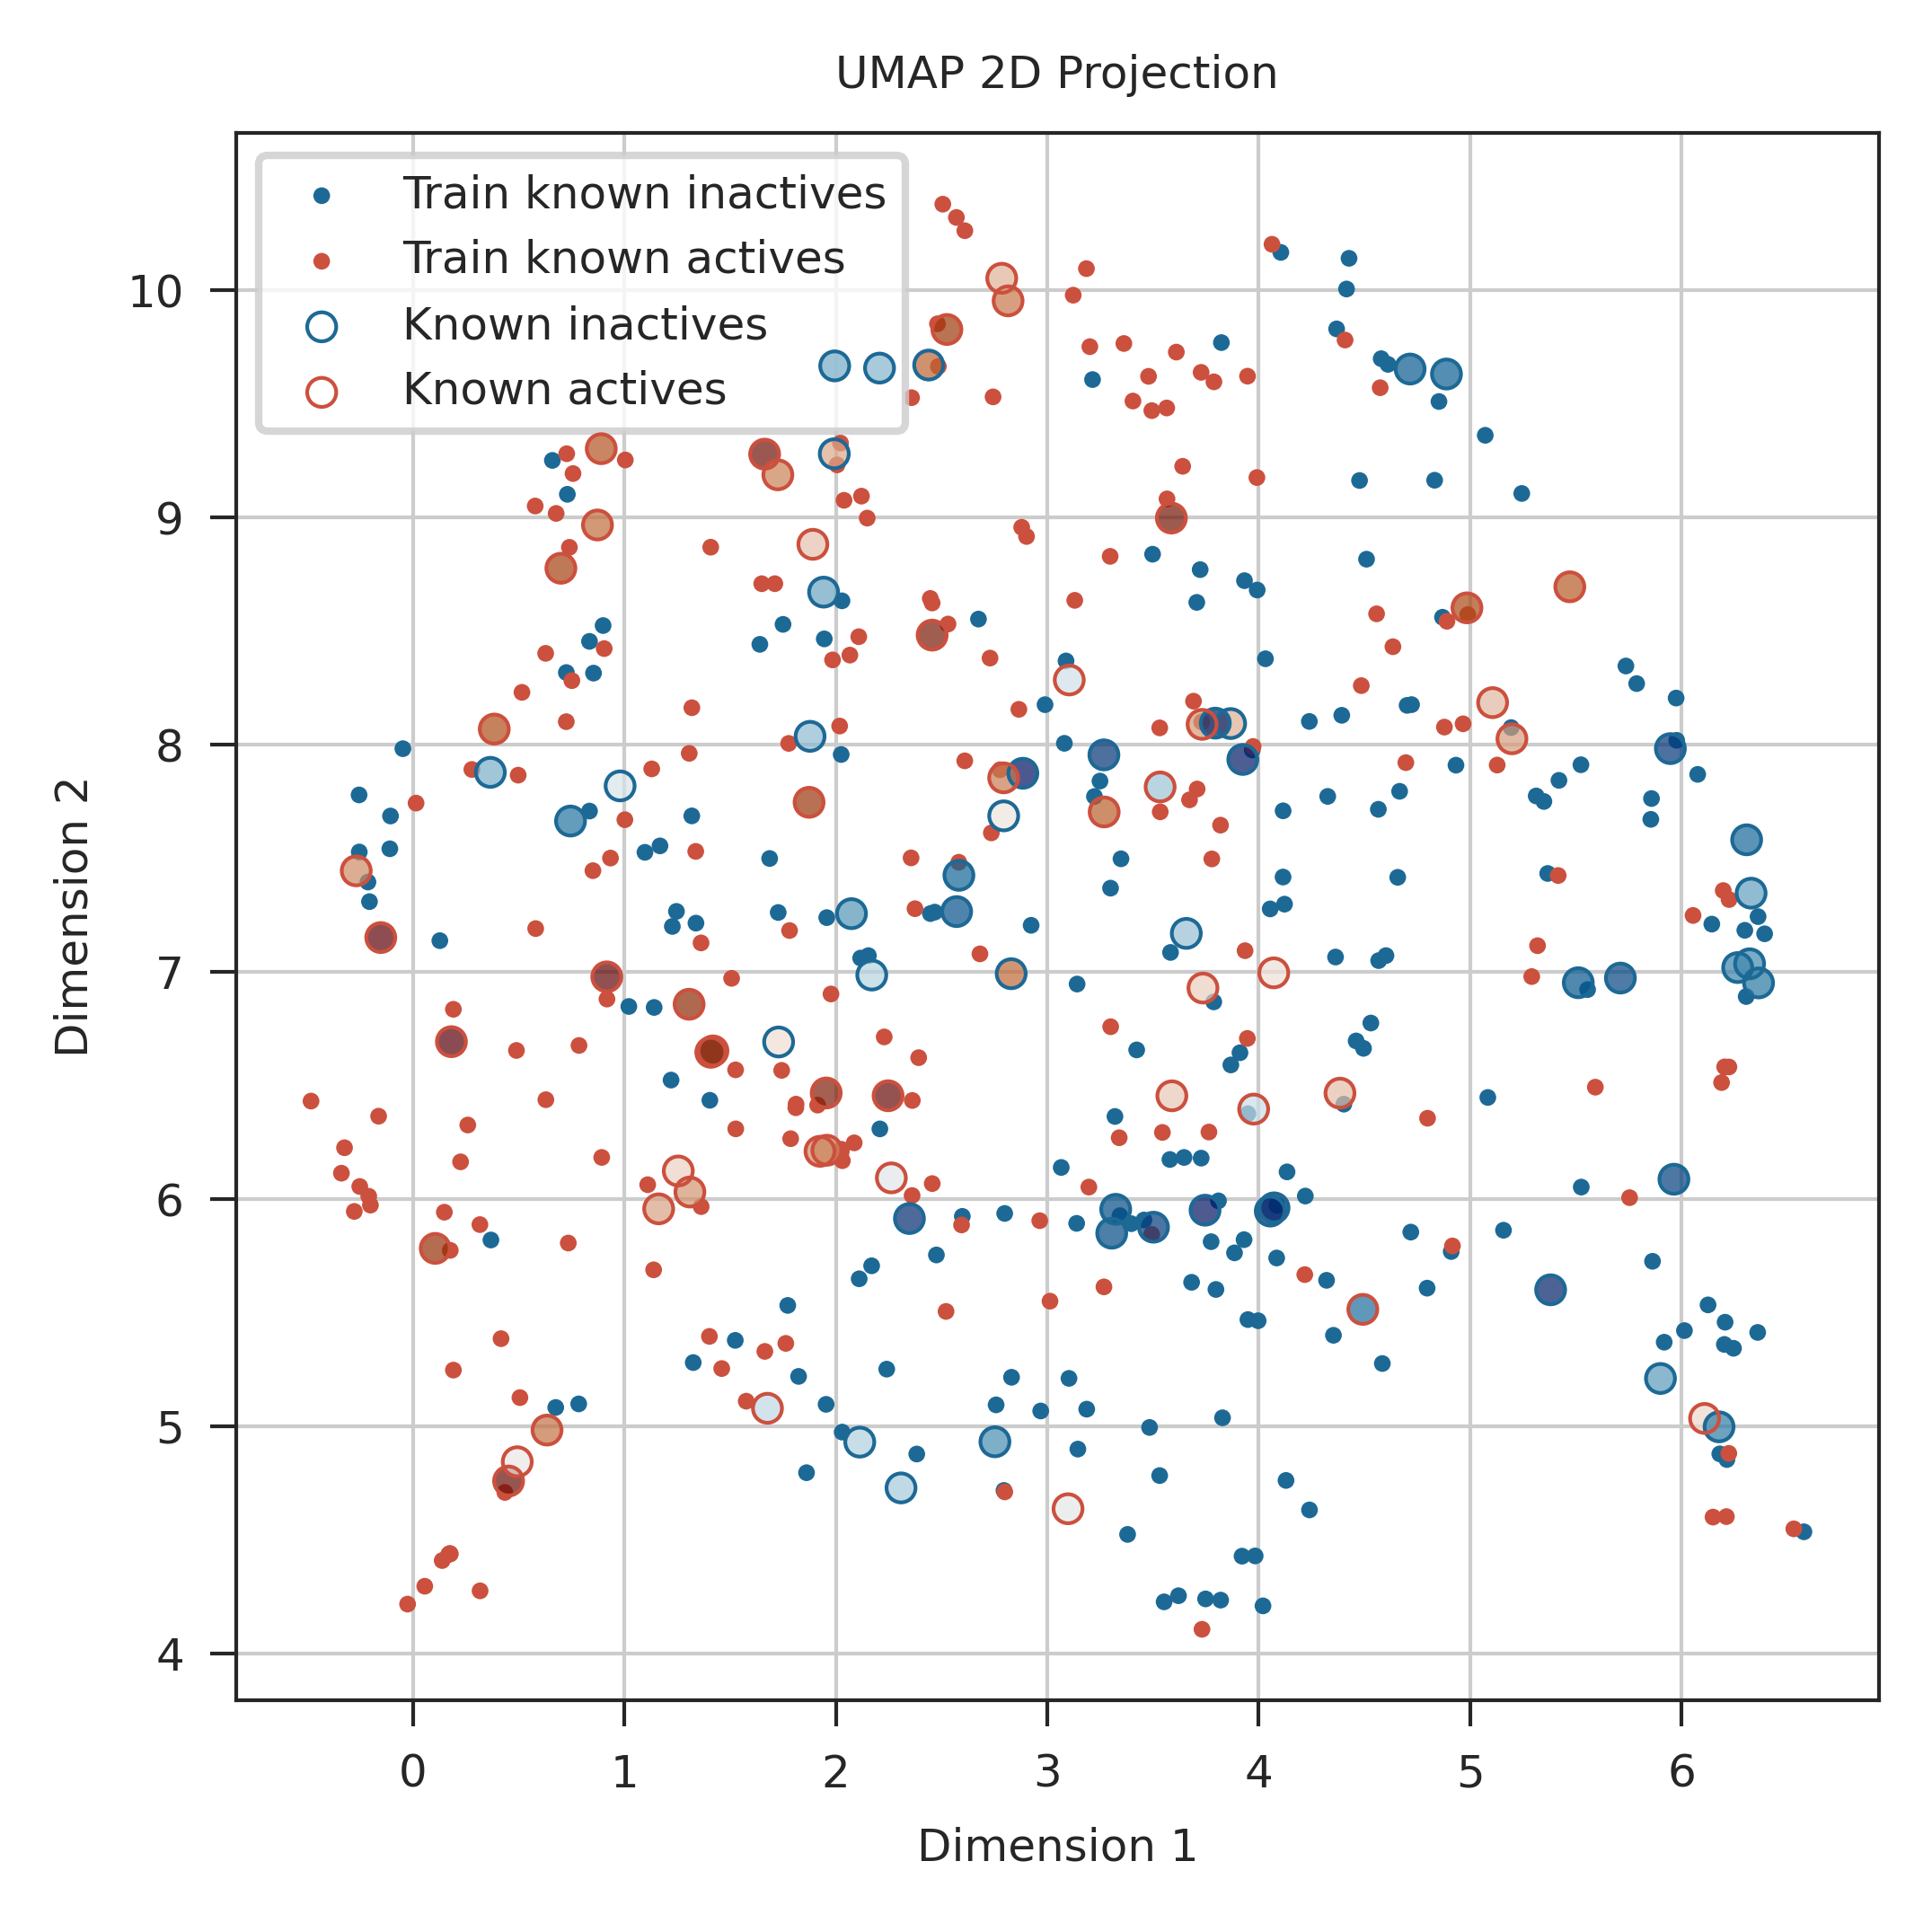 UMAP 2D Projection
Train known inactives
Train known actives
Known inactives
Known actives
10
9
8
7
6
5
4
Dimension 2
0 1 2 3 4 5 6
Dimension 1